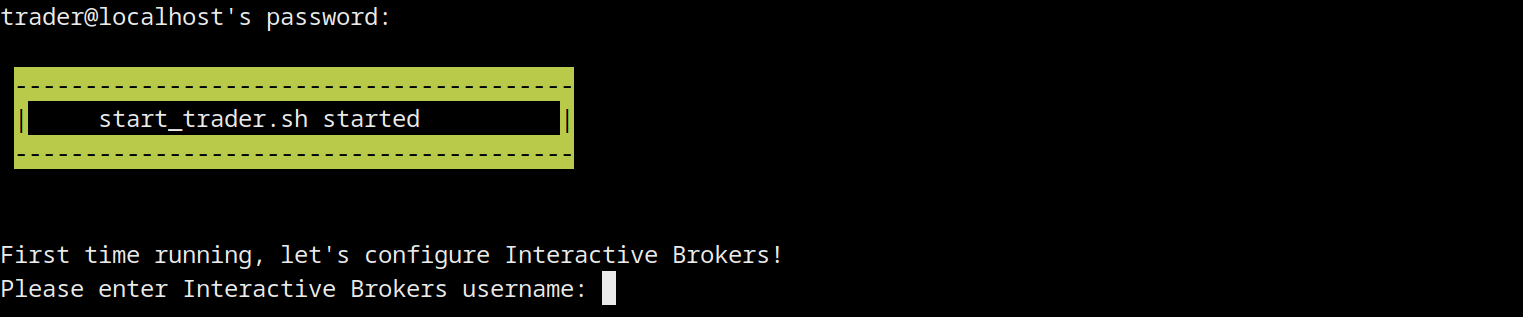 trader@localhost's password:
----------------------------------------
|     start_trader.sh started          |
----------------------------------------
First time running, let's configure Interactive Brokers!
Please enter Interactive Brokers username: